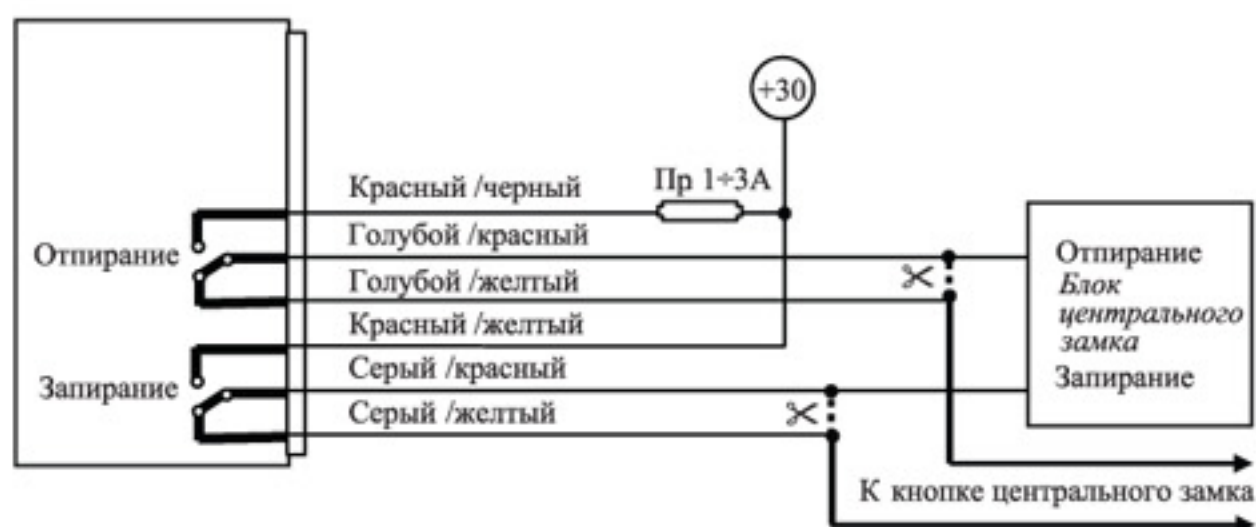 +30
Красный /черный
Пр 1÷3А
Голубой /красный
Отпирание
Голубой /желтый
Красный /желтый
Серый /красный
Запирание
Серый /желтый
Отпирание
Блок
центрального
замка
Запирание
К кнопке центрального замка